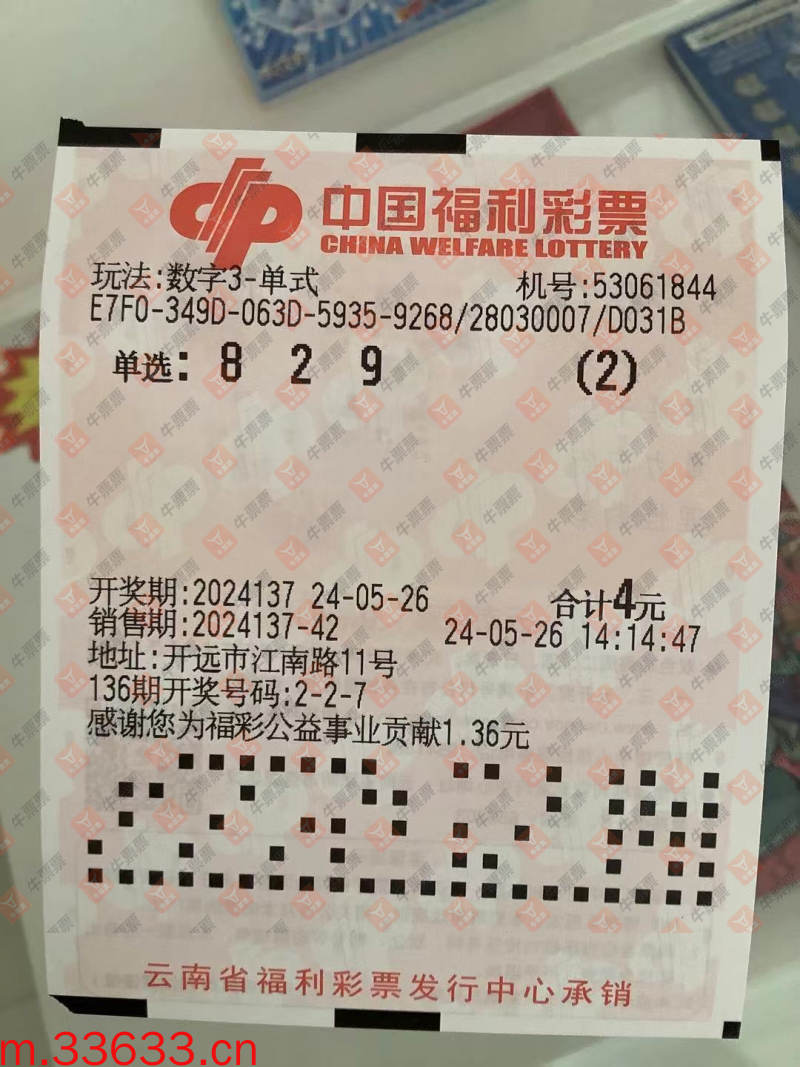 中国福利彩票
CHINA WELFARE LOTTERY
玩法:数字3-单式 机号:53061844
E7F0-349D-063D-5935-9268/28030007/D031B
单选: 8 2 9 (2)
开奖期:2024137 24-05-26 合计4元
销售期:2024137-42 24-05-26 14:14:47
地址:开远市江南路11号
136期开奖号码:2-2-7
感谢您为福彩公益事业贡献1.36元
云南省福利彩票发行中心承销
m.33633.cn
牛票票